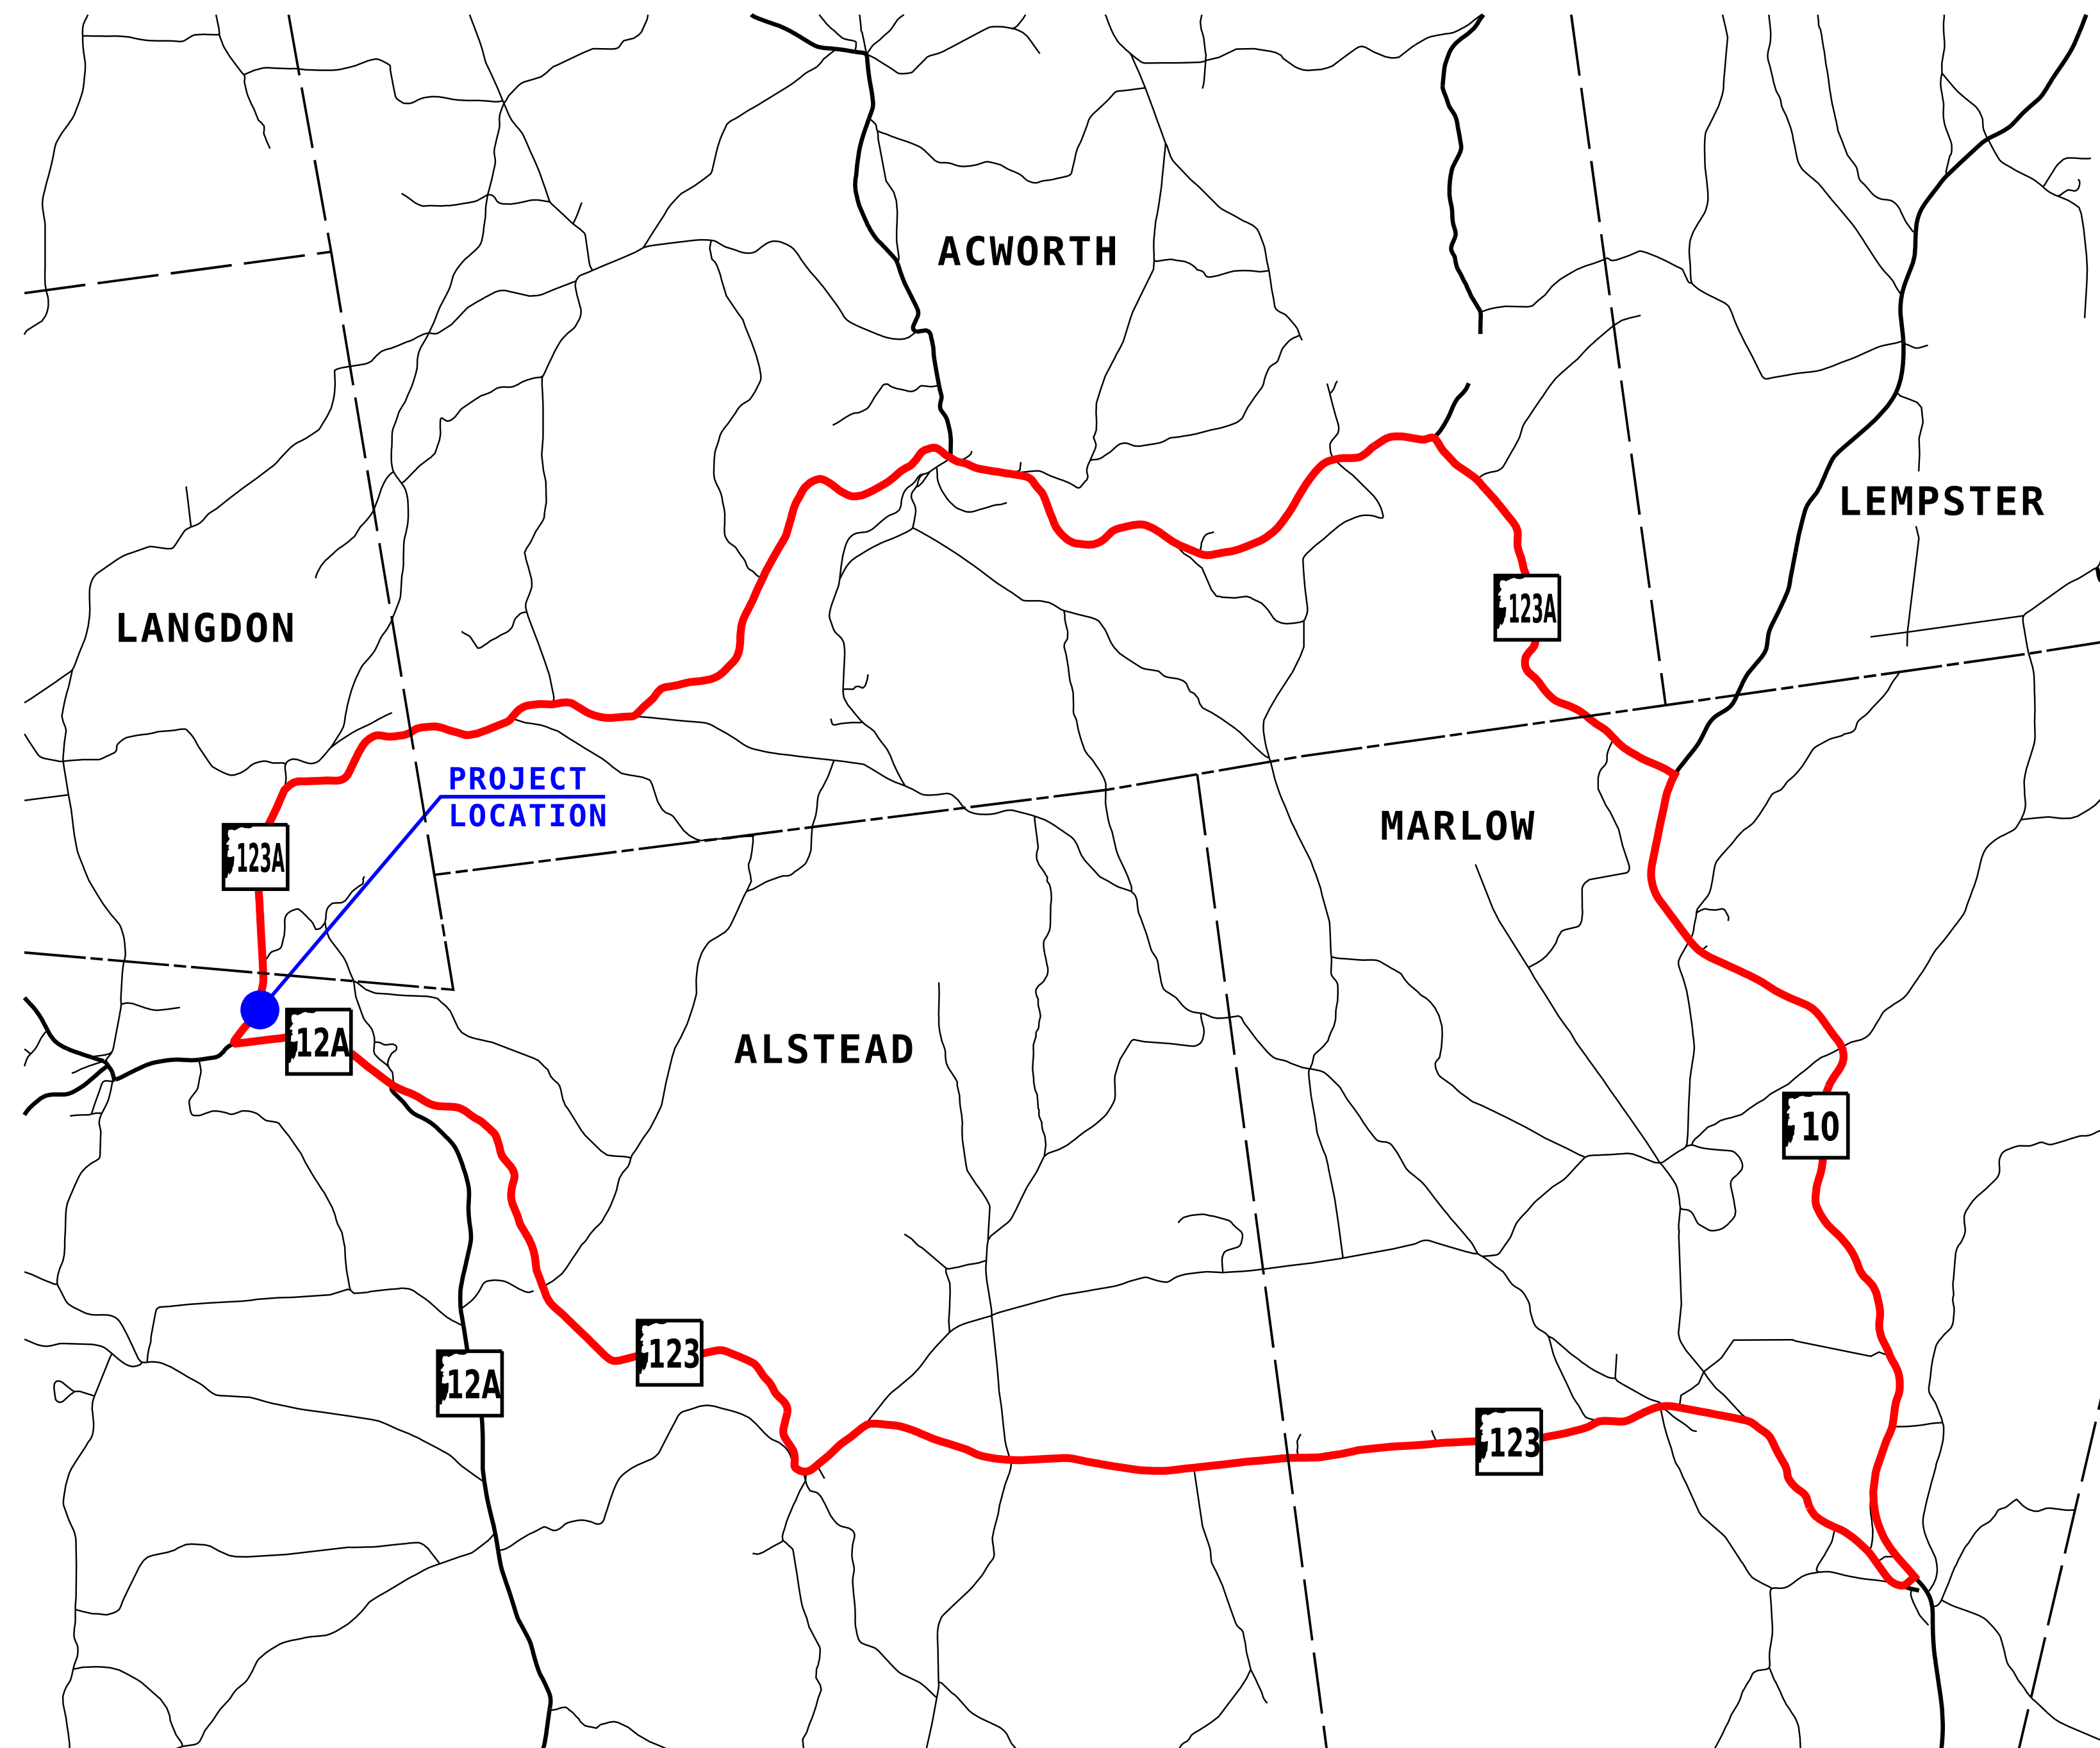 ACWORTH
LEMPSTER
123A
LANGDON
PROJECT
LOCATION
MARLOW
123A
12A
ALSTEAD
10
123
12A
123